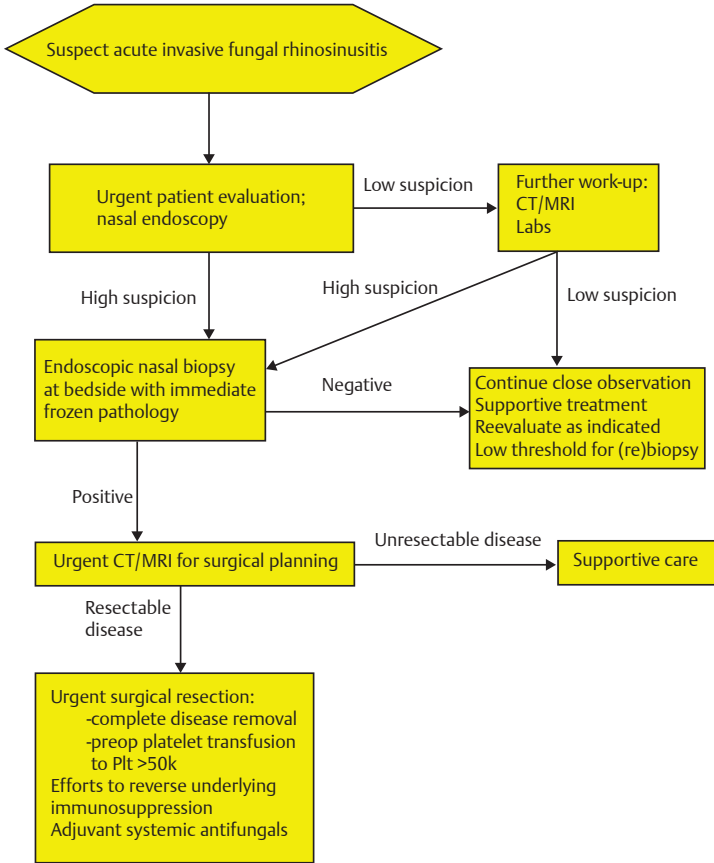 Suspect acute invasive fungal rhinosinusitis
Urgent patient evaluation;
nasal endoscopy
Low suspicion
Further work-up:
CT/MRI
Labs
High suspicion
High suspicion
Low suspicion
Endoscopic nasal biopsy
at bedside with immediate
frozen pathology
Negative
Continue close observation
Supportive treatment
Reevaluate as indicated
Low threshold for (re)biopsy
Positive
Urgent CT/MRI for surgical planning
Unresectable disease
Supportive care
Resectable
disease
Urgent surgical resection:
-complete disease removal
-preop platelet transfusion
to Plt >50k
Efforts to reverse underlying
immunosuppression
Adjuvant systemic antifungals